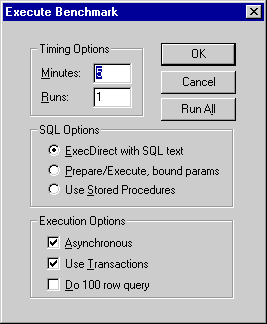 Execute Benchmark
Timing Options
Minutes: 5
Runs: 1
OK
Cancel
Run All
SQL Options
ExecDirect with SQL text
Prepare/Execute, bound params
Use Stored Procedures
Execution Options
Asynchronous
Use Transactions
Do 100 row query